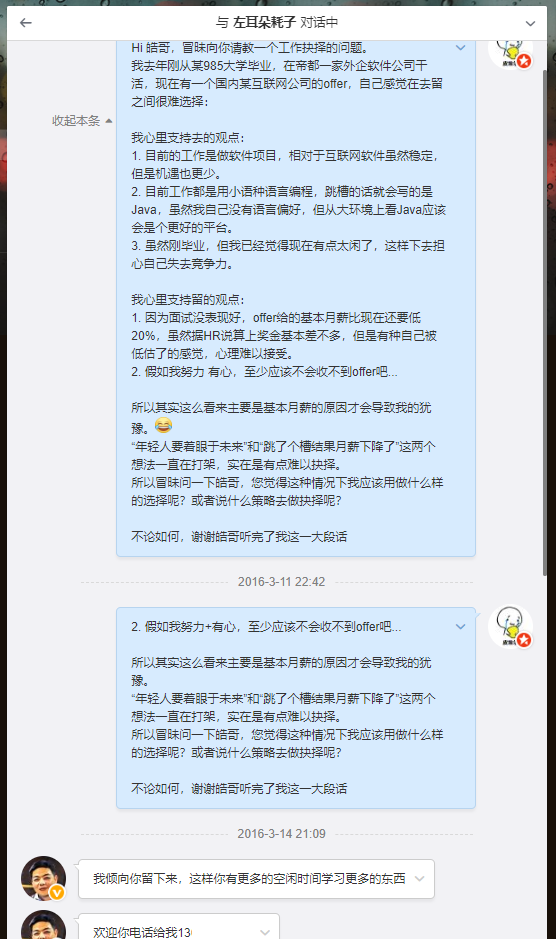 与 左耳朵耗子 对话中
Hi 皓哥，冒昧向你请教一个工作抉择的问题。
我去年刚从某985大学毕业，在帝都一家外企软件公司干
活，现在有一个国内某互联网公司的offer，自己感觉在去留
之间很难选择：
收起本条
我心里支持去的观点：
1. 目前的工作是做软件项目，相对于互联网软件虽然稳定，
但是机遇也更少。
2. 目前工作都是用小语种语言编程，跳槽的话就会写的是
Java，虽然我自己没有语言偏好，但从大环境上看Java应该
会是个更好的平台。
3. 虽然刚毕业，但我已经觉得现在有点太闲了，这样下去担
心自己失去竞争力。
我心里支持留的观点：
1. 因为面试没表现好，offer给的基本月薪比现在还要低
20%，虽然据HR说算上奖金基本差不多，但是有种自己被
低估了的感觉，心理难以接受。
2. 假如我努力 有心，至少应该不会收不到offer吧...
所以其实这么看来主要是基本月薪的原因才会导致我的犹
豫。
“年轻人要着眼于未来”和“跳了个槽结果月薪下降了”这两个
想法一直在打架，实在是有点难以抉择。
所以冒昧问一下皓哥，您觉得这种情况下我应该用做什么样
的选择呢？或者说什么策略去做抉择呢？
不论如何，谢谢皓哥听完了我这一大段话
2016-3-11 22:42
2. 假如我努力+有心，至少应该不会收不到offer吧...
所以其实这么看来主要是基本月薪的原因才会导致我的犹
豫。
“年轻人要着眼于未来”和“跳了个槽结果月薪下降了”这两个
想法一直在打架，实在是有点难以抉择。
所以冒昧问一下皓哥，您觉得这种情况下我应该用做什么样
的选择呢？或者说什么策略去做抉择呢？
不论如何，谢谢皓哥听完了我这一大段话
2016-3-14 21:09
我倾向你留下来，这样你有更多的空闲时间学习更多的东西
欢迎你电话给我13